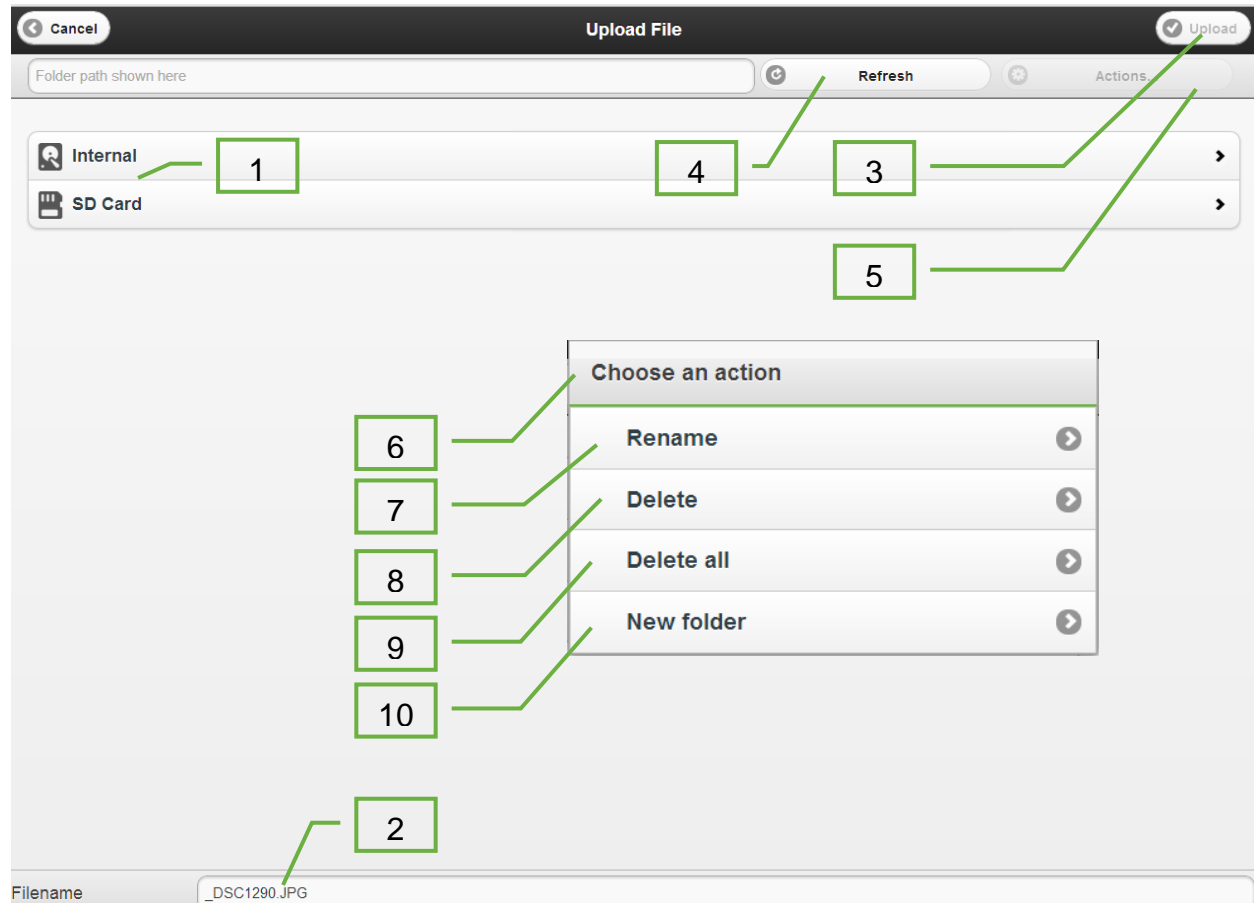 Cancel Upload File Upload
Folder path shown here Refresh Actions..
Internal
1
4
3
SD Card
5
Choose an action
6
Rename
7
Delete
8
Delete all
9
New folder
10
2
Filename _DSC1290.JPG